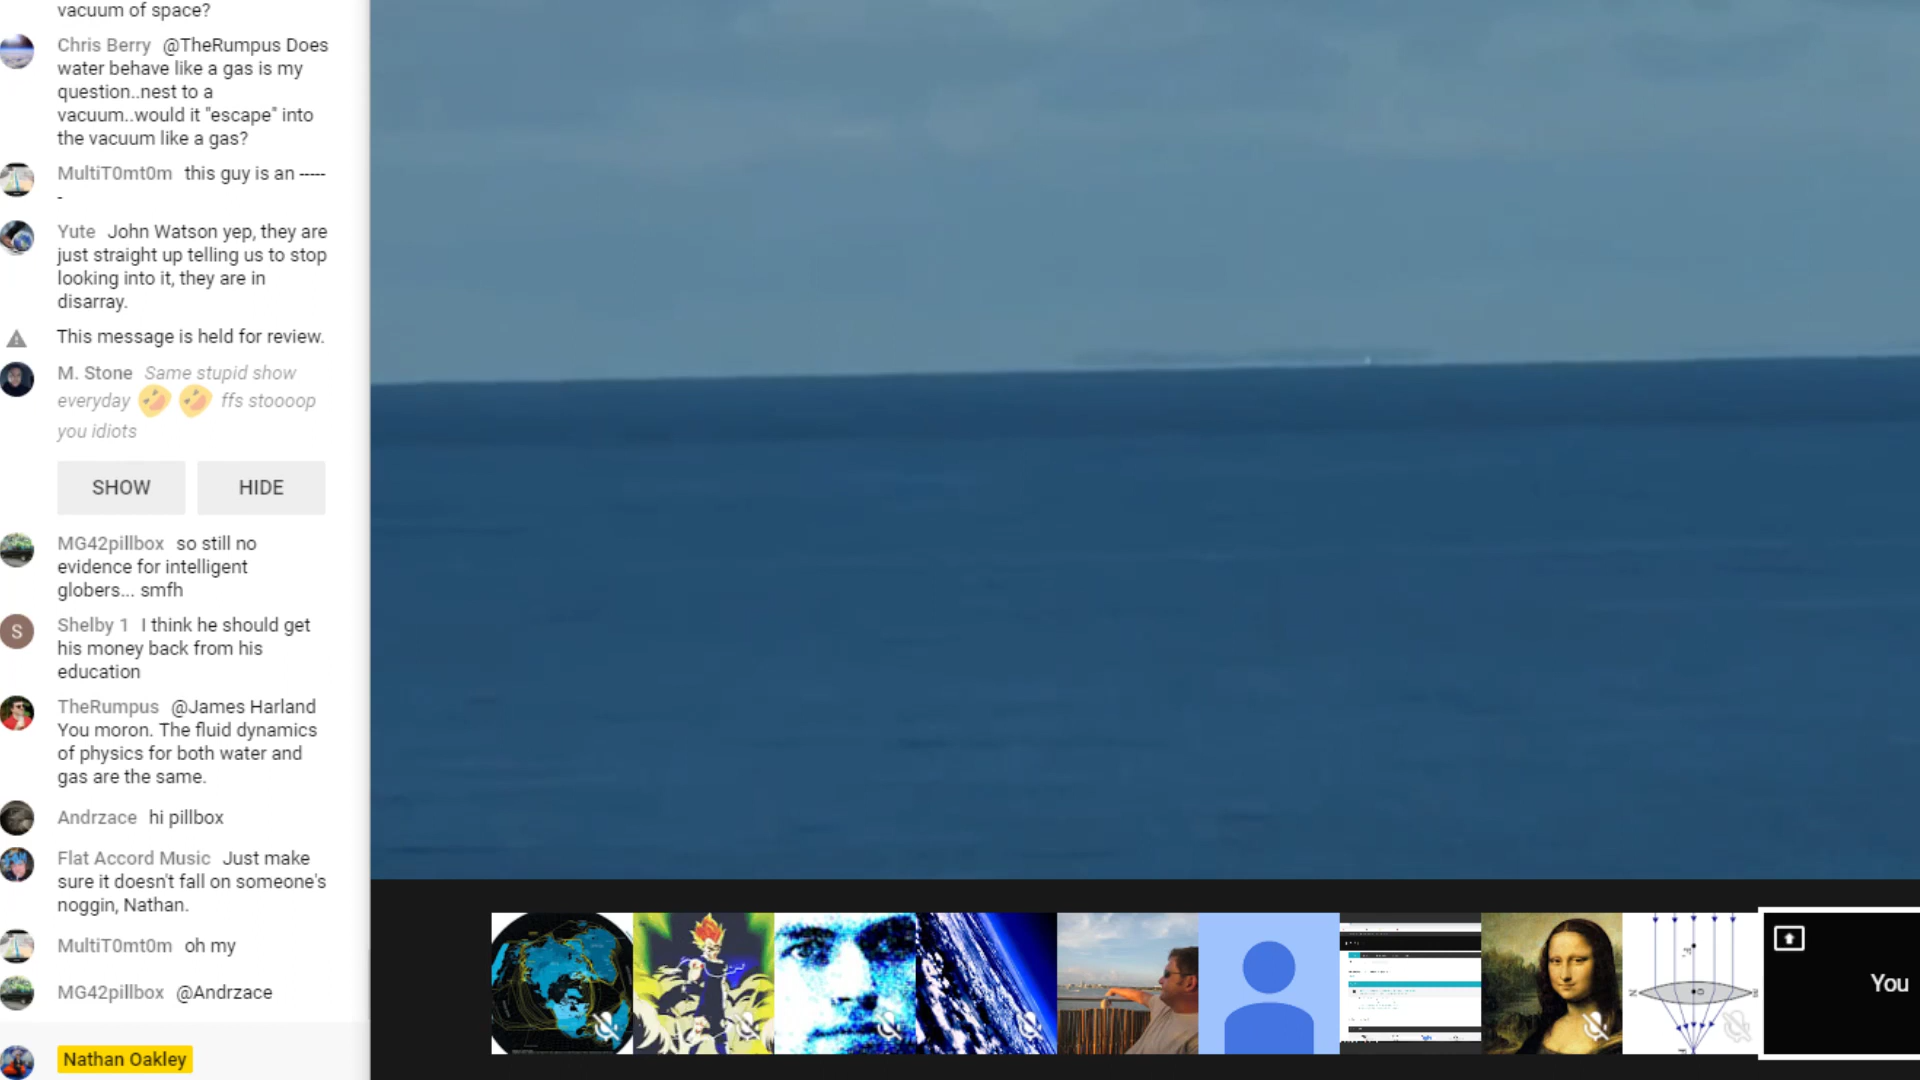 vacuum of space?
Chris Berry @TheRumpus Does
water behave like a gas is my
question..nest to a
vacuum..would it "escape" into
the vacuum like a gas?
MultiT0mt0m this guy is an -----
-
Yute John Watson yep, they are
just straight up telling us to stop
looking into it, they are in
disarray.
This message is held for review.
M. Stone Same stupid show
everyday 🤣 🤣 ffs stoooop
you idiots
SHOW HIDE
MG42pillbox so still no
evidence for intelligent
globers... smfh
S
Shelby 1 I think he should get
his money back from his
education
TheRumpus @James Harland
You moron. The fluid dynamics
of physics for both water and
gas are the same.
Andrzace hi pillbox
Flat Accord Music Just make
sure it doesn't fall on someone's
noggin, Nathan.
MultiT0mt0m oh my
MG42pillbox @Andrzace
Nathan Oakley
You